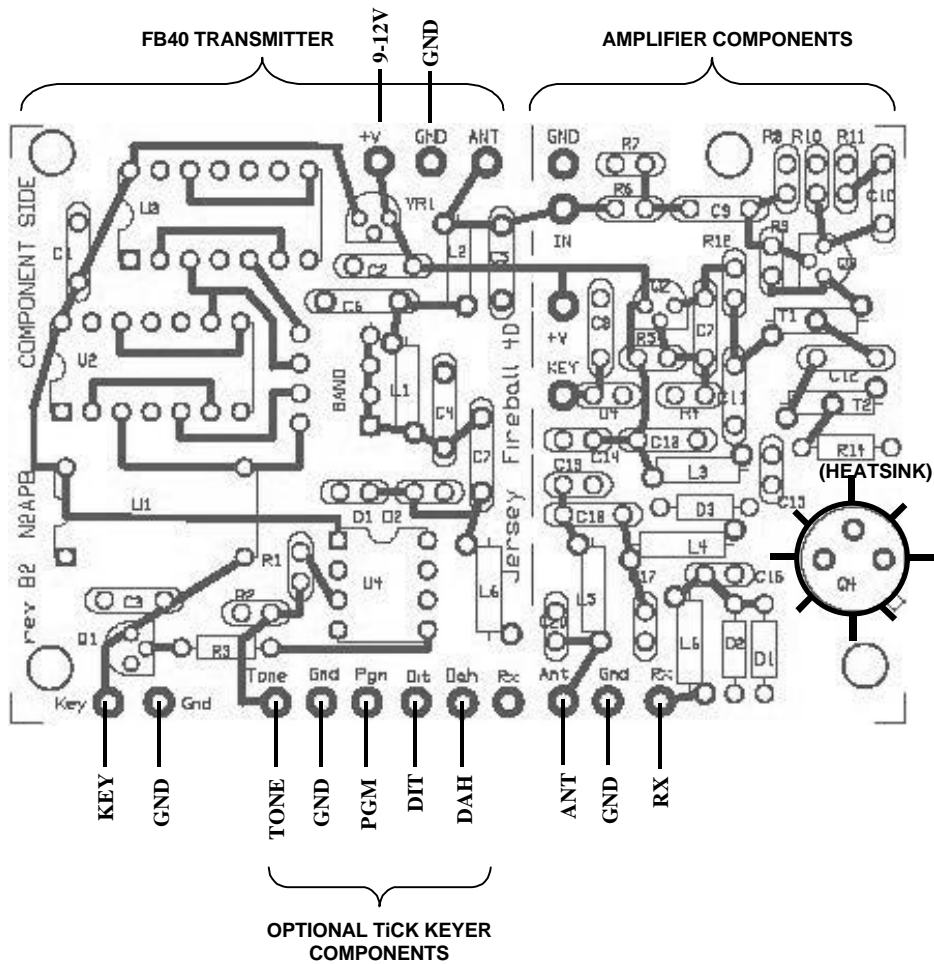 FB40 TRANSMITTER
9-12V
GND
AMPLIFIER COMPONENTS
+V
GND
ANT
GND
R7
R8
R10
R11
COMPONENT SIDE
U3
VR1
R6
C9
C10
C1
IN
L2
R12
R9
C2
C6
+V
C8
C7
T1
U2
BAND
L1
KEY
R5
C12
C4
U4
R4
C11
T2
Jersey Fireball 40
C14
C18
R14
C7
C19
L3
(HEATSINK)
C13
U1
D1
D2
C18
D3
L4
rev B2 N2APB
R1
U4
L6
L5
C17
C16
Q4
C3
R2
C20
Q1
R3
L6
D2
D1
Key
Gnd
Tone
Gnd
Pgm
Dit
Dah
Rx
Ant
Gnd
Rx
KEY
GND
TONE
GND
PGM
DIT
DAH
ANT
GND
RX
OPTIONAL TiCK KEYER
COMPONENTS